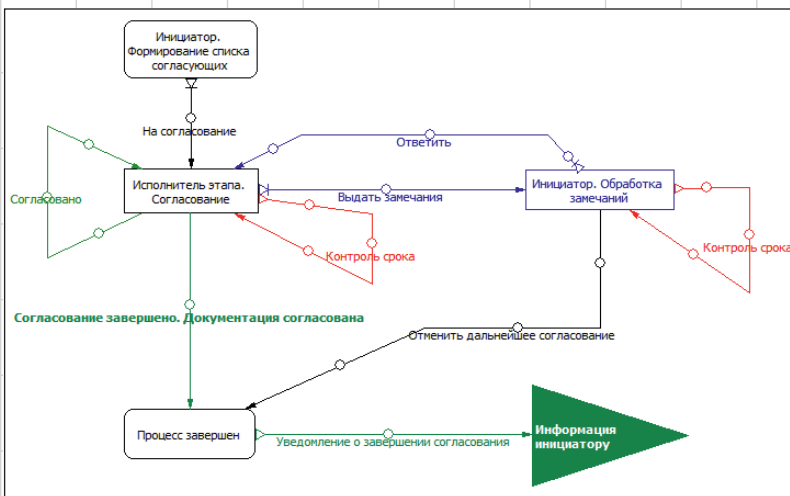 Инициатор.
Формирование списка
согласующих
На согласование
Ответить
Исполнитель этапа.
Согласование
Согласовано
Выдать замечания
Инициатор. Обработка
замечаний
Контроль срока
Контроль срока
Согласование завершено. Документация согласована
Отменить дальнейшее согласование
Процесс завершен
Уведомление о завершении согласования
Информация
инициатору